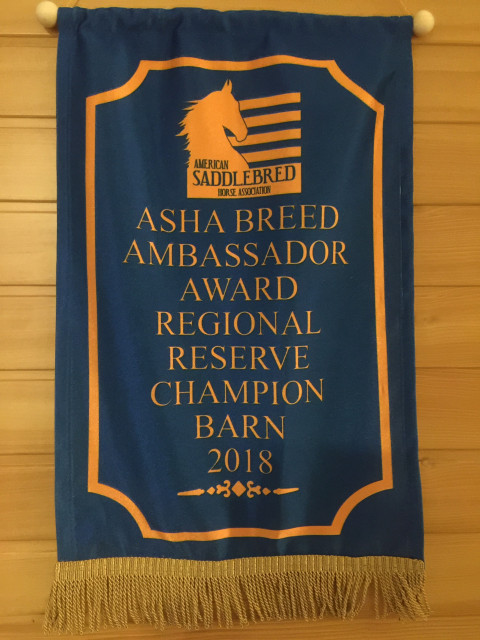 AMERICAN
SADDLEBRED
HORSE ASSOCIATION
ASHA BREED
AMBASSADOR
AWARD
REGIONAL
RESERVE
CHAMPION
BARN
2018